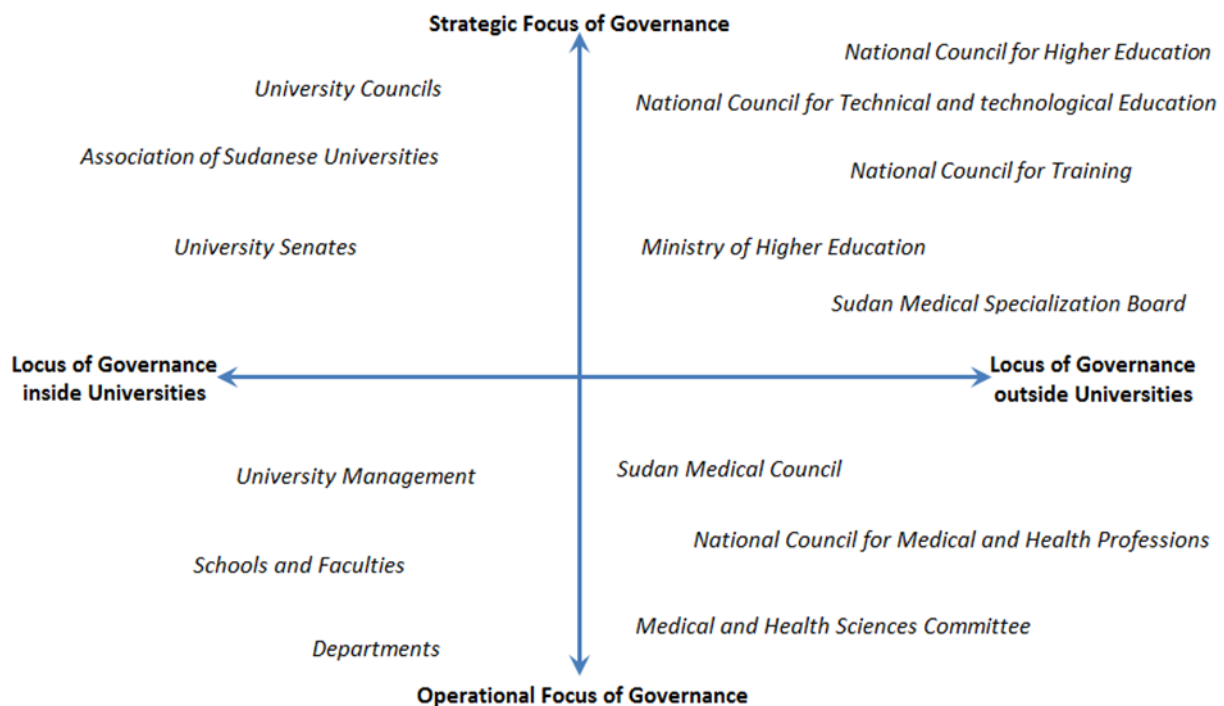 Strategic Focus of Governance
National Council for Higher Education
University Councils
National Council for Technical and technological Education
Association of Sudanese Universities
National Council for Training
University Senates
Ministry of Higher Education
Sudan Medical Specialization Board
Locus of Governance
inside Universities
Locus of Governance
outside Universities
University Management
Sudan Medical Council
National Council for Medical and Health Professions
Schools and Faculties
Medical and Health Sciences Committee
Departments
Operational Focus of Governance